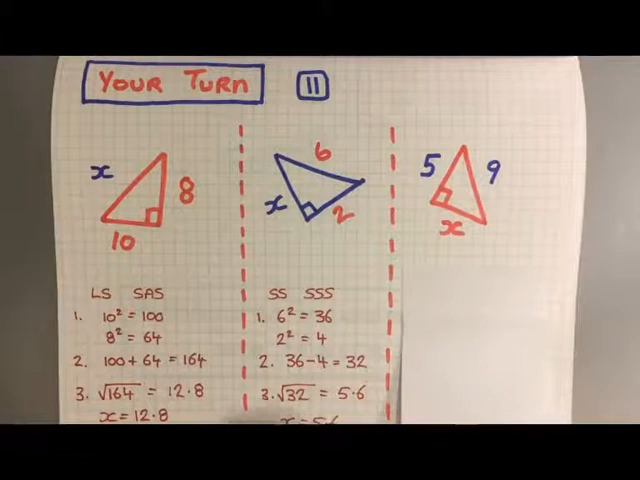 YOUR TURN 11
x 8 10
6 x 2
5 9 x
LS SAS
1. 10² = 100
8² = 64
2. 100 + 64 = 164
3. √164 = 12·8
x = 12·8
SS SSS
1. 6² = 36
2² = 4
2. 36 - 4 = 32
3. √32 = 5·6
x = 5·6